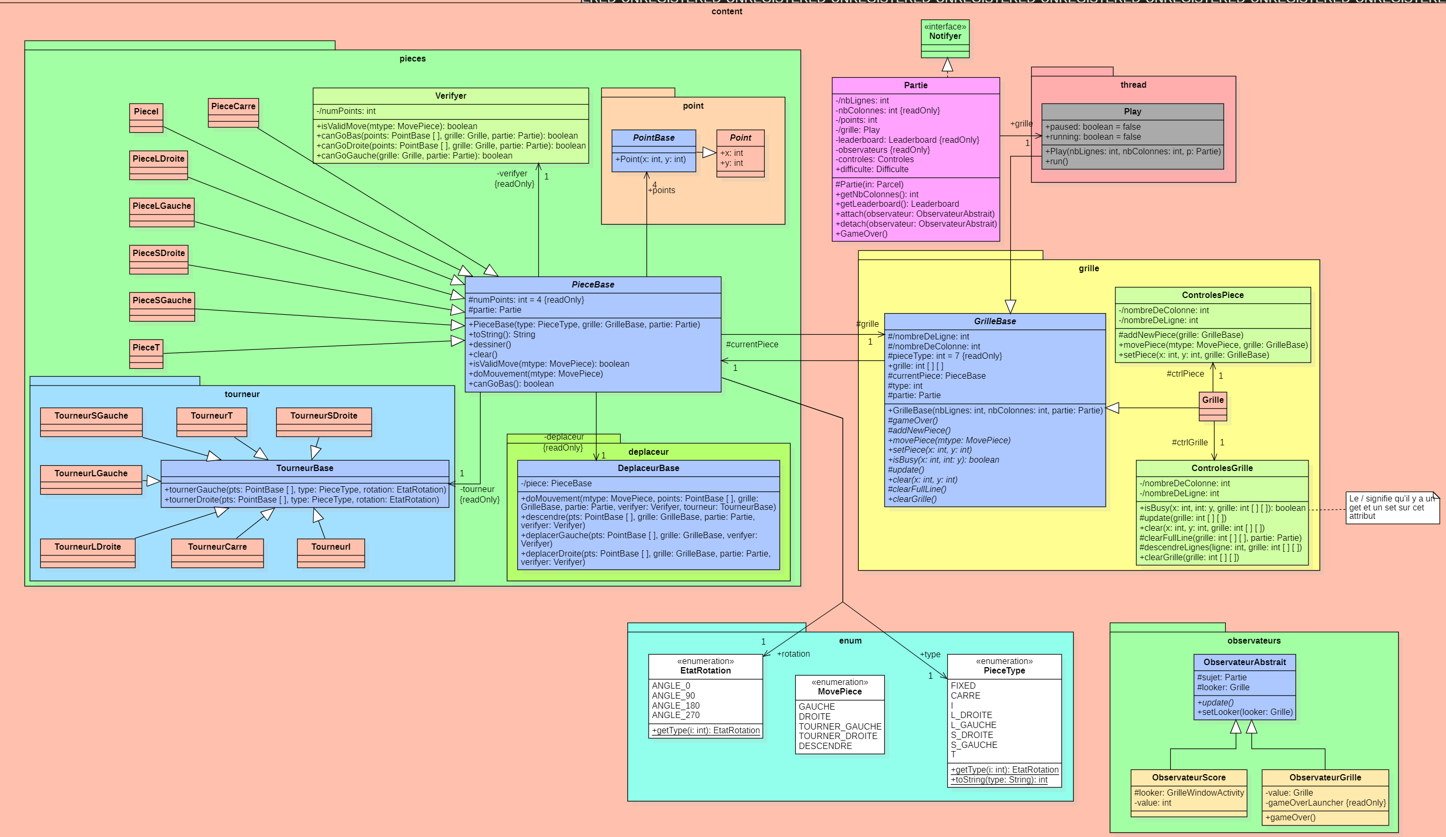 content
«interface»
Notifyer
pieces
Partie
-/nbLignes: int
-nbColonnes: int {readOnly}
-/points: int
-/grille: Play
-leaderboard: Leaderboard {readOnly}
-observateurs {readOnly}
-controles: Controles
+difficulte: Difficulte
#Partie(in: Parcel)
+getNbColonnes(): int
+getLeaderboard(): Leaderboard
+attach(observateur: ObservateurAbstrait)
+detach(observateur: ObservateurAbstrait)
+GameOver()
thread
Play
+paused: boolean = false
+running: boolean = false
+Play(nbLignes: int, nbColonnes: int, p: Partie)
+run()
+grille
1
PieceI
PieceCarre
PieceLDroite
PieceLGauche
PieceSDroite
PieceSGauche
PieceT
Verifyer
-/numPoints: int
+isValidMove(mtype: MovePiece): boolean
+canGoBas(points: PointBase [ ], grille: Grille, partie: Partie): boolean
+canGoDroite(points: PointBase [ ], grille: Grille, partie: Partie): boolean
+canGoGauche(grille: Grille, partie: Partie): boolean
-verifyer
{readOnly}
1
point
PointBase
+Point(x: int, y: int)
Point
+x: int
+y: int
4
+points
PieceBase
#numPoints: int = 4 {readOnly}
#partie: Partie
+PieceBase(type: PieceType, grille: GrilleBase, partie: Partie)
+toString(): String
+dessiner()
+clear()
+isValidMove(mtype: MovePiece): boolean
+doMouvement(mtype: MovePiece)
+canGoBas(): boolean
#grille
1
#currentPiece
1
grille
GrilleBase
#/nombreDeLigne: int
#/nombreDeColonne: int
#pieceType: int = 7 {readOnly}
+grille: int [ ] [ ]
#currentPiece: PieceBase
#type: int
#partie: Partie
+GrilleBase(nbLignes: int, nbColonnes: int, partie: Partie)
#gameOver()
#addNewPiece()
+movePiece(mtype: MovePiece)
+setPiece(x: int, y: int)
+isBusy(x: int, int: y): boolean
#update()
+clear(x: int, y: int)
#clearFullLine()
+clearGrille()
ControlesPiece
-/nombreDeColonne: int
-/nombreDeLigne: int
#addNewPiece(grille: GrilleBase)
+movePiece(mtype: MovePiece, grille: GrilleBase)
+setPiece(x: int, y: int, grille: GrilleBase)
#ctrlPiece
1
Grille
#ctrlGrille
1
ControlesGrille
-/nombreDeColonne: int
-/nombreDeLigne: int
+isBusy(x: int, int: y, grille: int [ ] [ ]): boolean
#update(grille: int [ ] [ ])
+clear(x: int, y: int, grille: int [ ] [ ])
#clearFullLine(grille: int [ ] [ ], partie: Partie)
#descendreLignes(ligne: int, grille: int [ ] [ ])
+clearGrille(grille: int [ ] [ ])
Le / signifie qu'il y a un
get et un set sur cet
attribut
tourneur
TourneurSGauche
TourneurT
TourneurSDroite
TourneurLGauche
TourneurBase
+tournerGauche(pts: PointBase [ ], type: PieceType, rotation: EtatRotation)
+tournerDroite(pts: PointBase [ ], type: PieceType, rotation: EtatRotation)
TourneurLDroite
TourneurCarre
TourneurI
1
-tourneur
{readOnly}
-deplaceur
{readOnly}
1
deplaceur
DeplaceurBase
-/piece: PieceBase
+doMouvement(mtype: MovePiece, points: PointBase [ ], grille:
GrilleBase, partie: Partie, verifyer: Verifyer, tourneur: TourneurBase)
+descendre(pts: PointBase [ ], grille: GrilleBase, partie: Partie,
verifyer: Verifyer)
+deplacerGauche(pts: PointBase [ ], grille: GrilleBase, verifyer:
Verifyer)
+deplacerDroite(pts: PointBase [ ], grille: GrilleBase, partie: Partie,
verifyer: Verifyer)
enum
1
+rotation
+type
1
«enumeration»
EtatRotation
ANGLE_0
ANGLE_90
ANGLE_180
ANGLE_270
+getType(i: int): EtatRotation
«enumeration»
MovePiece
GAUCHE
DROITE
TOURNER_GAUCHE
TOURNER_DROITE
DESCENDRE
«enumeration»
PieceType
FIXED
CARRE
I
L_DROITE
L_GAUCHE
S_DROITE
S_GAUCHE
T
+getType(i: int): EtatRotation
+toString(type: String): int
observateurs
ObservateurAbstrait
#sujet: Partie
#looker: Grille
+update()
+setLooker(looker: Grille)
ObservateurScore
#looker: GrilleWindowActivity
-value: int
ObservateurGrille
-value: Grille
-gameOverLauncher {readOnly}
+gameOver()